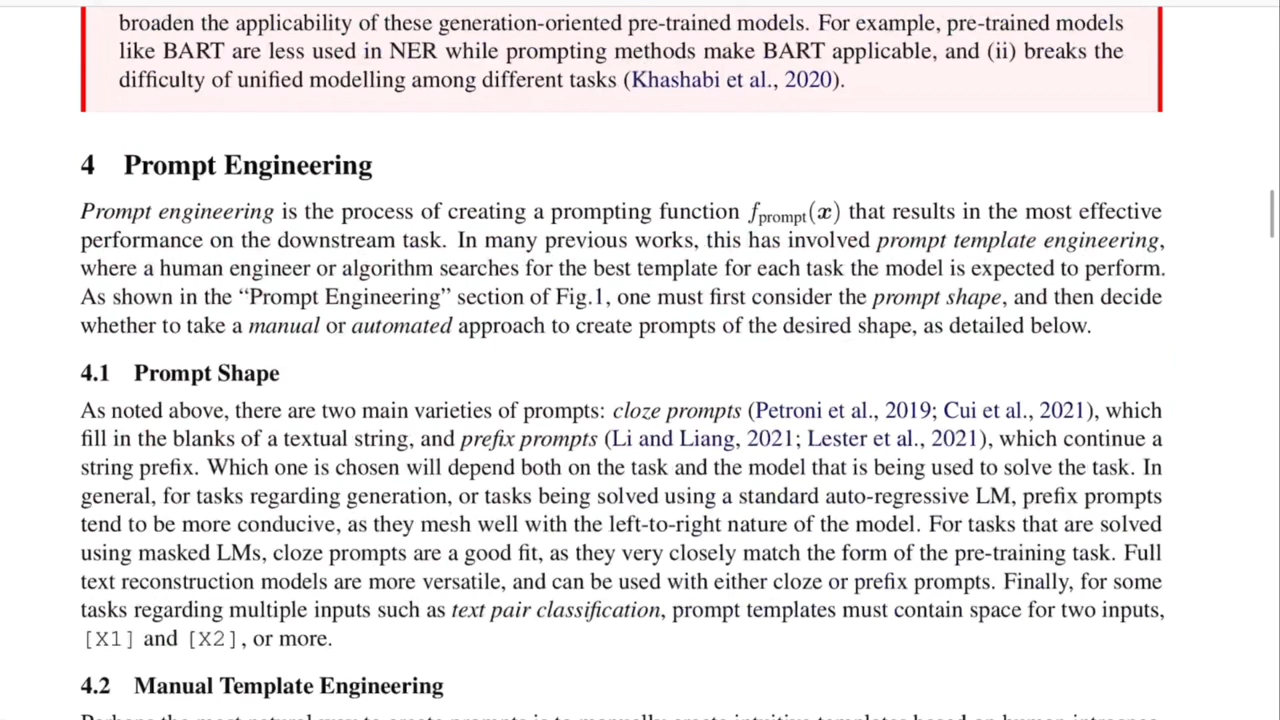 broaden the applicability of these generation-oriented pre-trained models. For example, pre-trained models
like BART are less used in NER while prompting methods make BART applicable, and (ii) breaks the
difficulty of unified modelling among different tasks (Khashabi et al., 2020).
4 Prompt Engineering
Prompt engineering is the process of creating a prompting function fprompt(x) that results in the most effective
performance on the downstream task. In many previous works, this has involved prompt template engineering,
where a human engineer or algorithm searches for the best template for each task the model is expected to perform.
As shown in the “Prompt Engineering” section of Fig.1, one must first consider the prompt shape, and then decide
whether to take a manual or automated approach to create prompts of the desired shape, as detailed below.
4.1 Prompt Shape
As noted above, there are two main varieties of prompts: cloze prompts (Petroni et al., 2019; Cui et al., 2021), which
fill in the blanks of a textual string, and prefix prompts (Li and Liang, 2021; Lester et al., 2021), which continue a
string prefix. Which one is chosen will depend both on the task and the model that is being used to solve the task. In
general, for tasks regarding generation, or tasks being solved using a standard auto-regressive LM, prefix prompts
tend to be more conducive, as they mesh well with the left-to-right nature of the model. For tasks that are solved
using masked LMs, cloze prompts are a good fit, as they very closely match the form of the pre-training task. Full
text reconstruction models are more versatile, and can be used with either cloze or prefix prompts. Finally, for some
tasks regarding multiple inputs such as text pair classification, prompt templates must contain space for two inputs,
[X1] and [X2], or more.
4.2 Manual Template Engineering